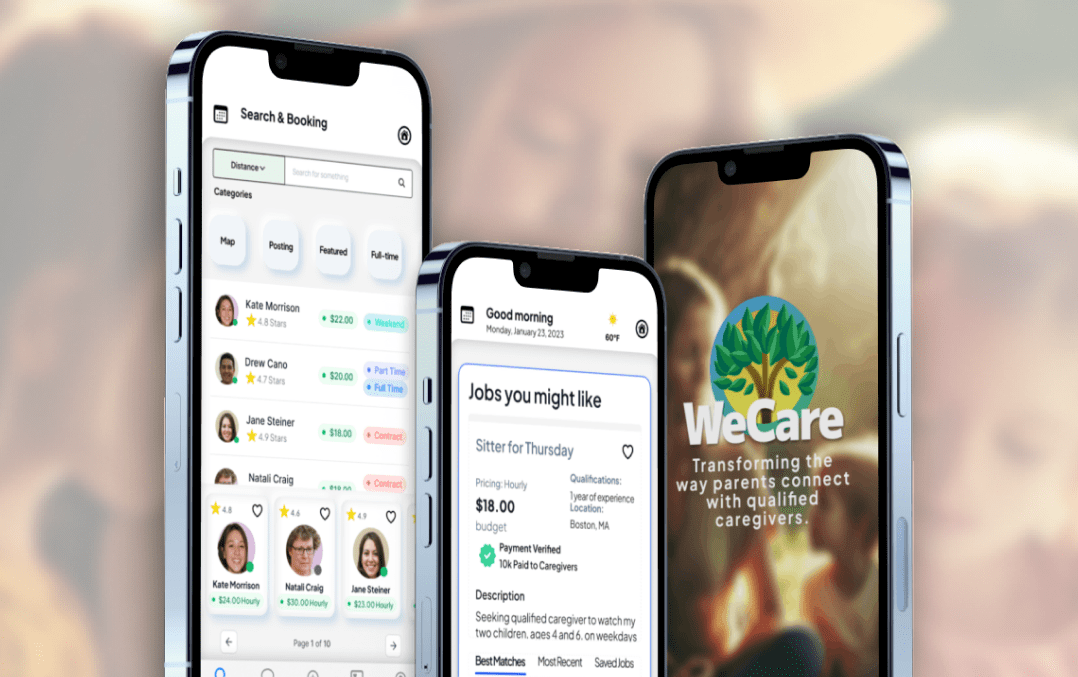 Search & Booking
Distance
Search for something
Categories
Map
Posting
Featured
Full-time
Kate Morrison
4.8 Stars
$22.00
Weekend
Drew Cano
4.7 Stars
$20.00
Part Time
Full Time
Jane Steiner
4.9 Stars
$18.00
Contract
Natali Craig
$19.00
Contract
4.8
Kate Morrison
$24.00 Hourly
4.6
Natali Craig
$30.00 Hourly
4.9
Jane Steiner
$23.00 Hourly
Page 1 of 10
Good morning
Monday, January 23, 2023
60°F
Jobs you might like
Sitter for Thursday
Pricing: Hourly
$18.00
budget
Qualifications:
1 year of experience
Location:
Boston, MA
Payment Verified
10k Paid to Caregivers
Description
Seeking qualified caregiver to watch my
two children, ages 4 and 6, on weekdays
Best Matches
Most Recent
Saved Jobs
WeCare
Transforming the
way parents connect
with qualified
caregivers.